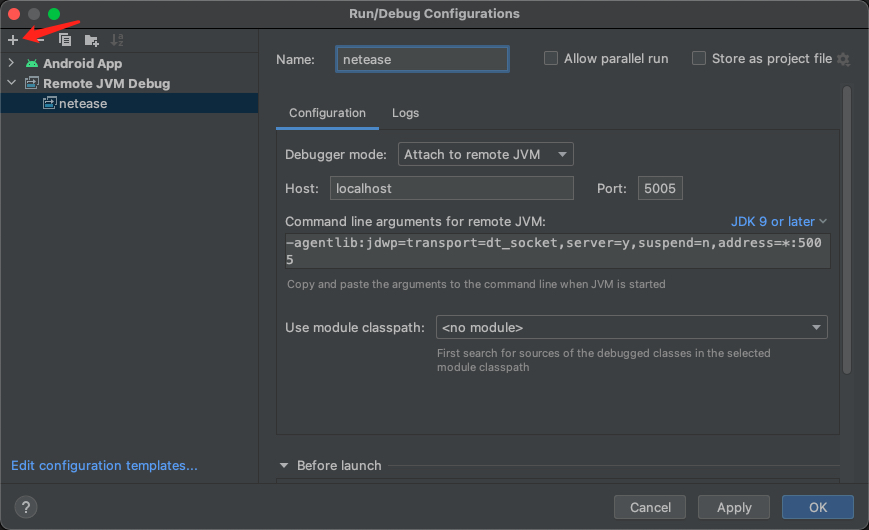 Run/Debug Configurations
Android App
Remote JVM Debug
netease
Edit configuration templates...
Name:
netease
Allow parallel run
Store as project file
Configuration
Logs
Debugger mode:
Attach to remote JVM
Host:
localhost
Port:
5005
Command line arguments for remote JVM:
JDK 9 or later
-agentlib:jdwp=transport=dt_socket,server=y,suspend=n,address=*:500
5
Copy and paste the arguments to the command line when JVM is started
Use module classpath:
<no module>
First search for sources of the debugged classes in the selected
module classpath
Before launch
?
Cancel
Apply
OK